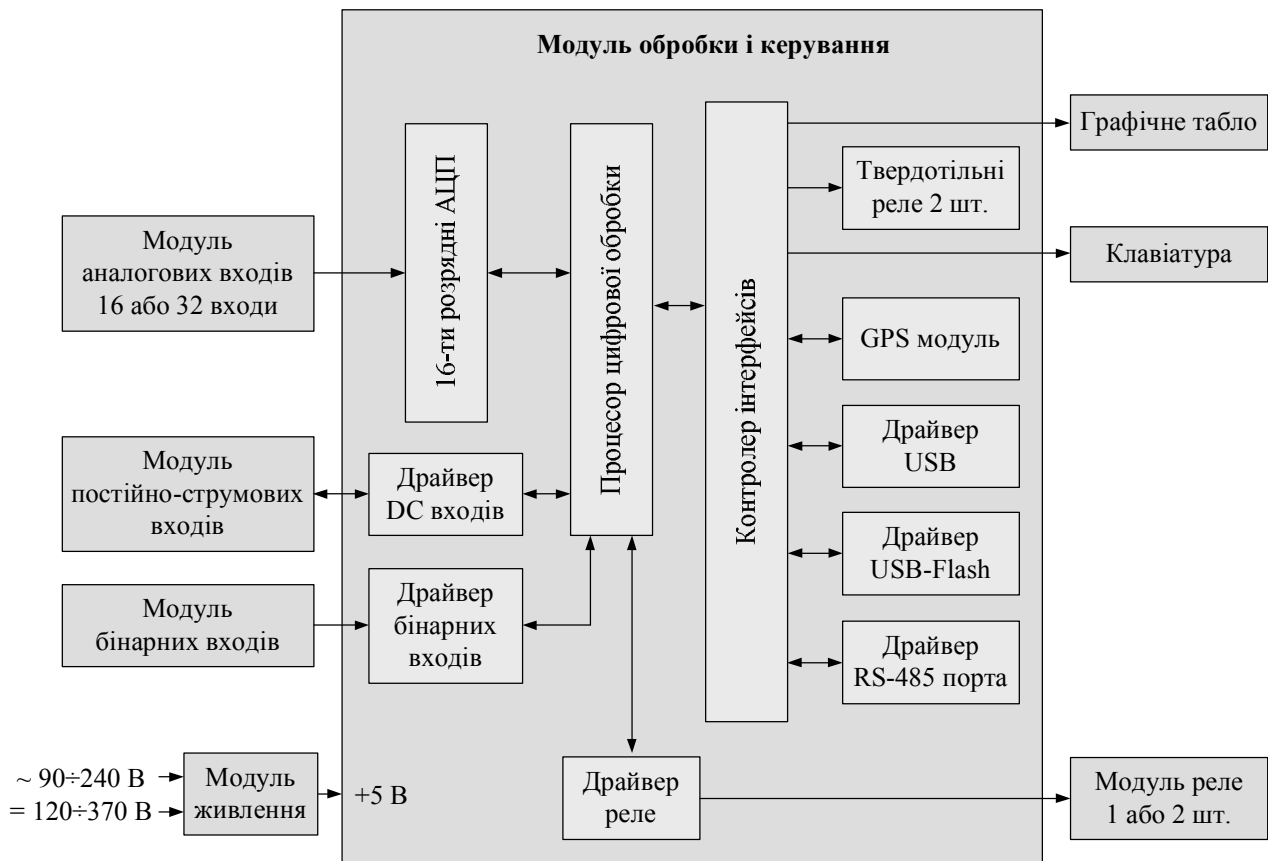 Модуль обробки і керування
Графічне табло
Твердотільні
реле 2 шт.
Модуль
аналогових входів
16 або 32 входи
16-ти розрядні АЦП
Процесор цифрової обробки
Контролер інтерфейсів
Клавіатура
GPS модуль
Драйвер
USB
Модуль
постійно-струмових
входів
Драйвер
DC входів
Драйвер
USB-Flash
Модуль
бінарних входів
Драйвер
бінарних
входів
Драйвер
RS-485 порта
~ 90÷240 В
= 120÷370 В
Модуль
живлення
+5 В
Драйвер
реле
Модуль реле
1 або 2 шт.